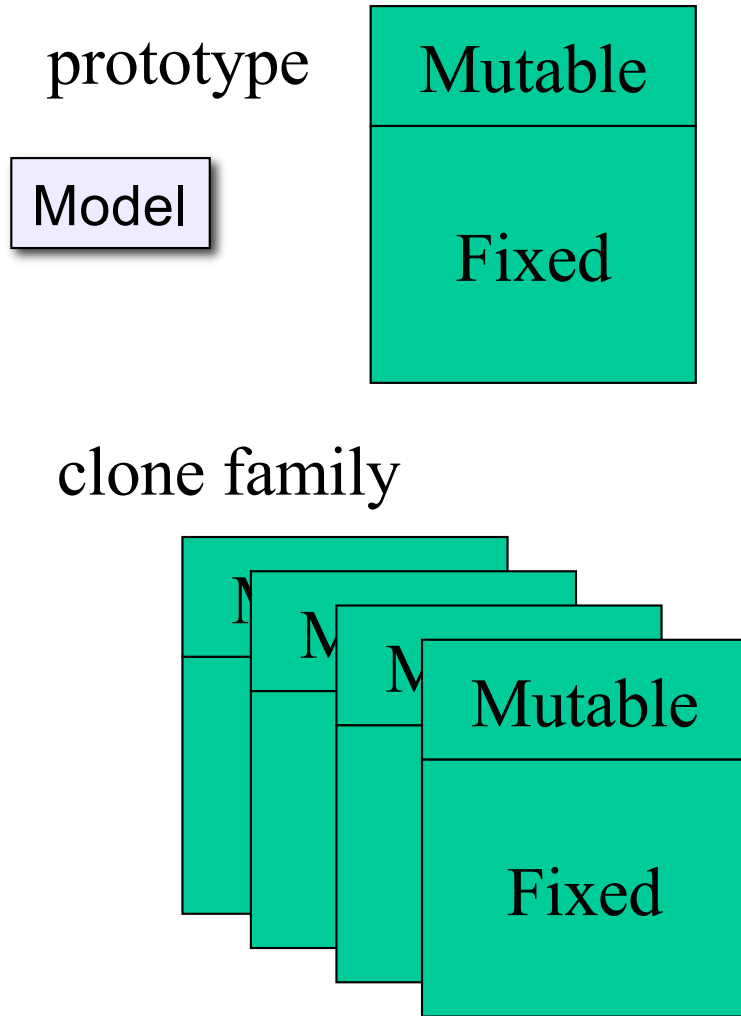 prototype
Mutable
Model
Fixed
clone family
M
M
M
Mutable
Fixed